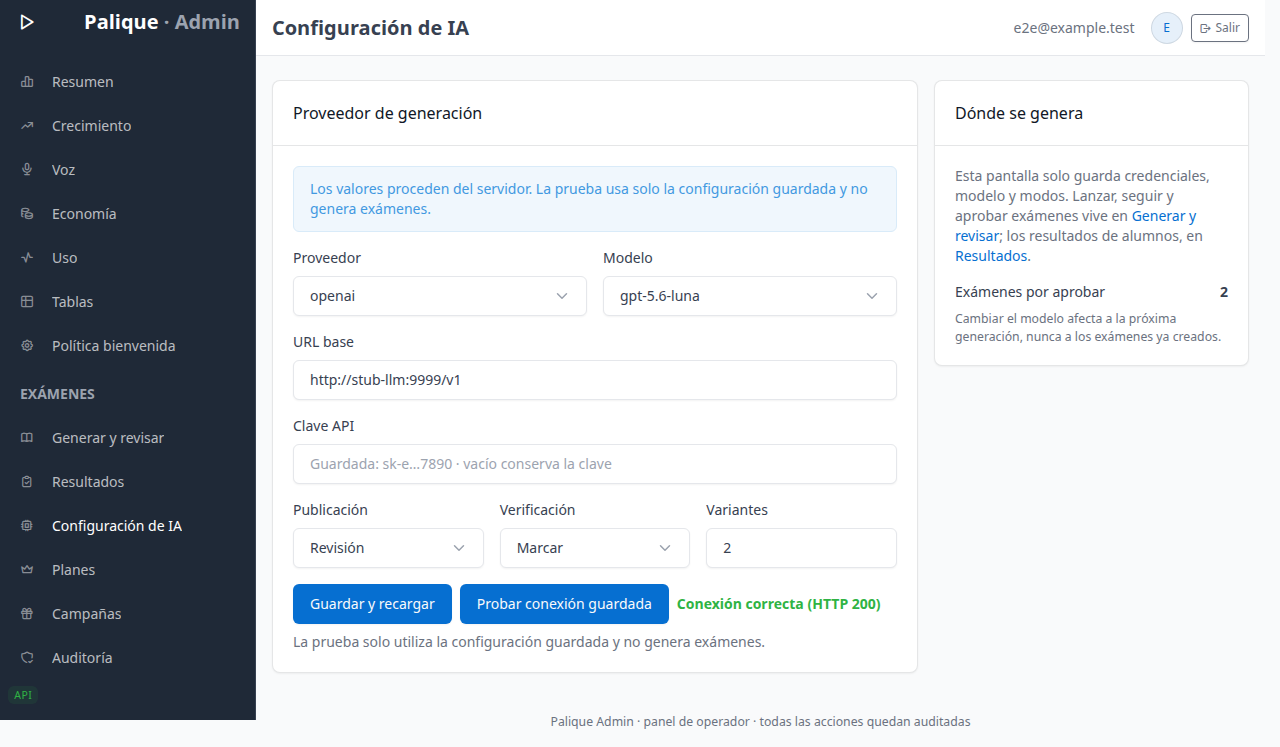 Palique · Admin
Resumen
Crecimiento
Voz
Economía
Uso
Tablas
Política bienvenida
EXÁMENES
Generar y revisar
Resultados
Configuración de IA
Planes
Campañas
Auditoría
API
Configuración de IA
e2e@example.test
E
Salir
Proveedor de generación
Los valores proceden del servidor. La prueba usa solo la configuración guardada y no
genera exámenes.
Proveedor
Modelo
openai
gpt-5.6-luna
URL base
http://stub-llm:9999/v1
Clave API
Guardada: sk-e…7890 · vacío conserva la clave
Publicación
Verificación
Variantes
Revisión
Marcar
2
Guardar y recargar
Probar conexión guardada
Conexión correcta (HTTP 200)
La prueba solo utiliza la configuración guardada y no genera exámenes.
Dónde se genera
Esta pantalla solo guarda credenciales,
modelo y modos. Lanzar, seguir y
aprobar exámenes vive en Generar y
revisar; los resultados de alumnos, en
Resultados.
Exámenes por aprobar 2
Cambiar el modelo afecta a la próxima
generación, nunca a los exámenes ya creados.
Palique Admin · panel de operador · todas las acciones quedan auditadas